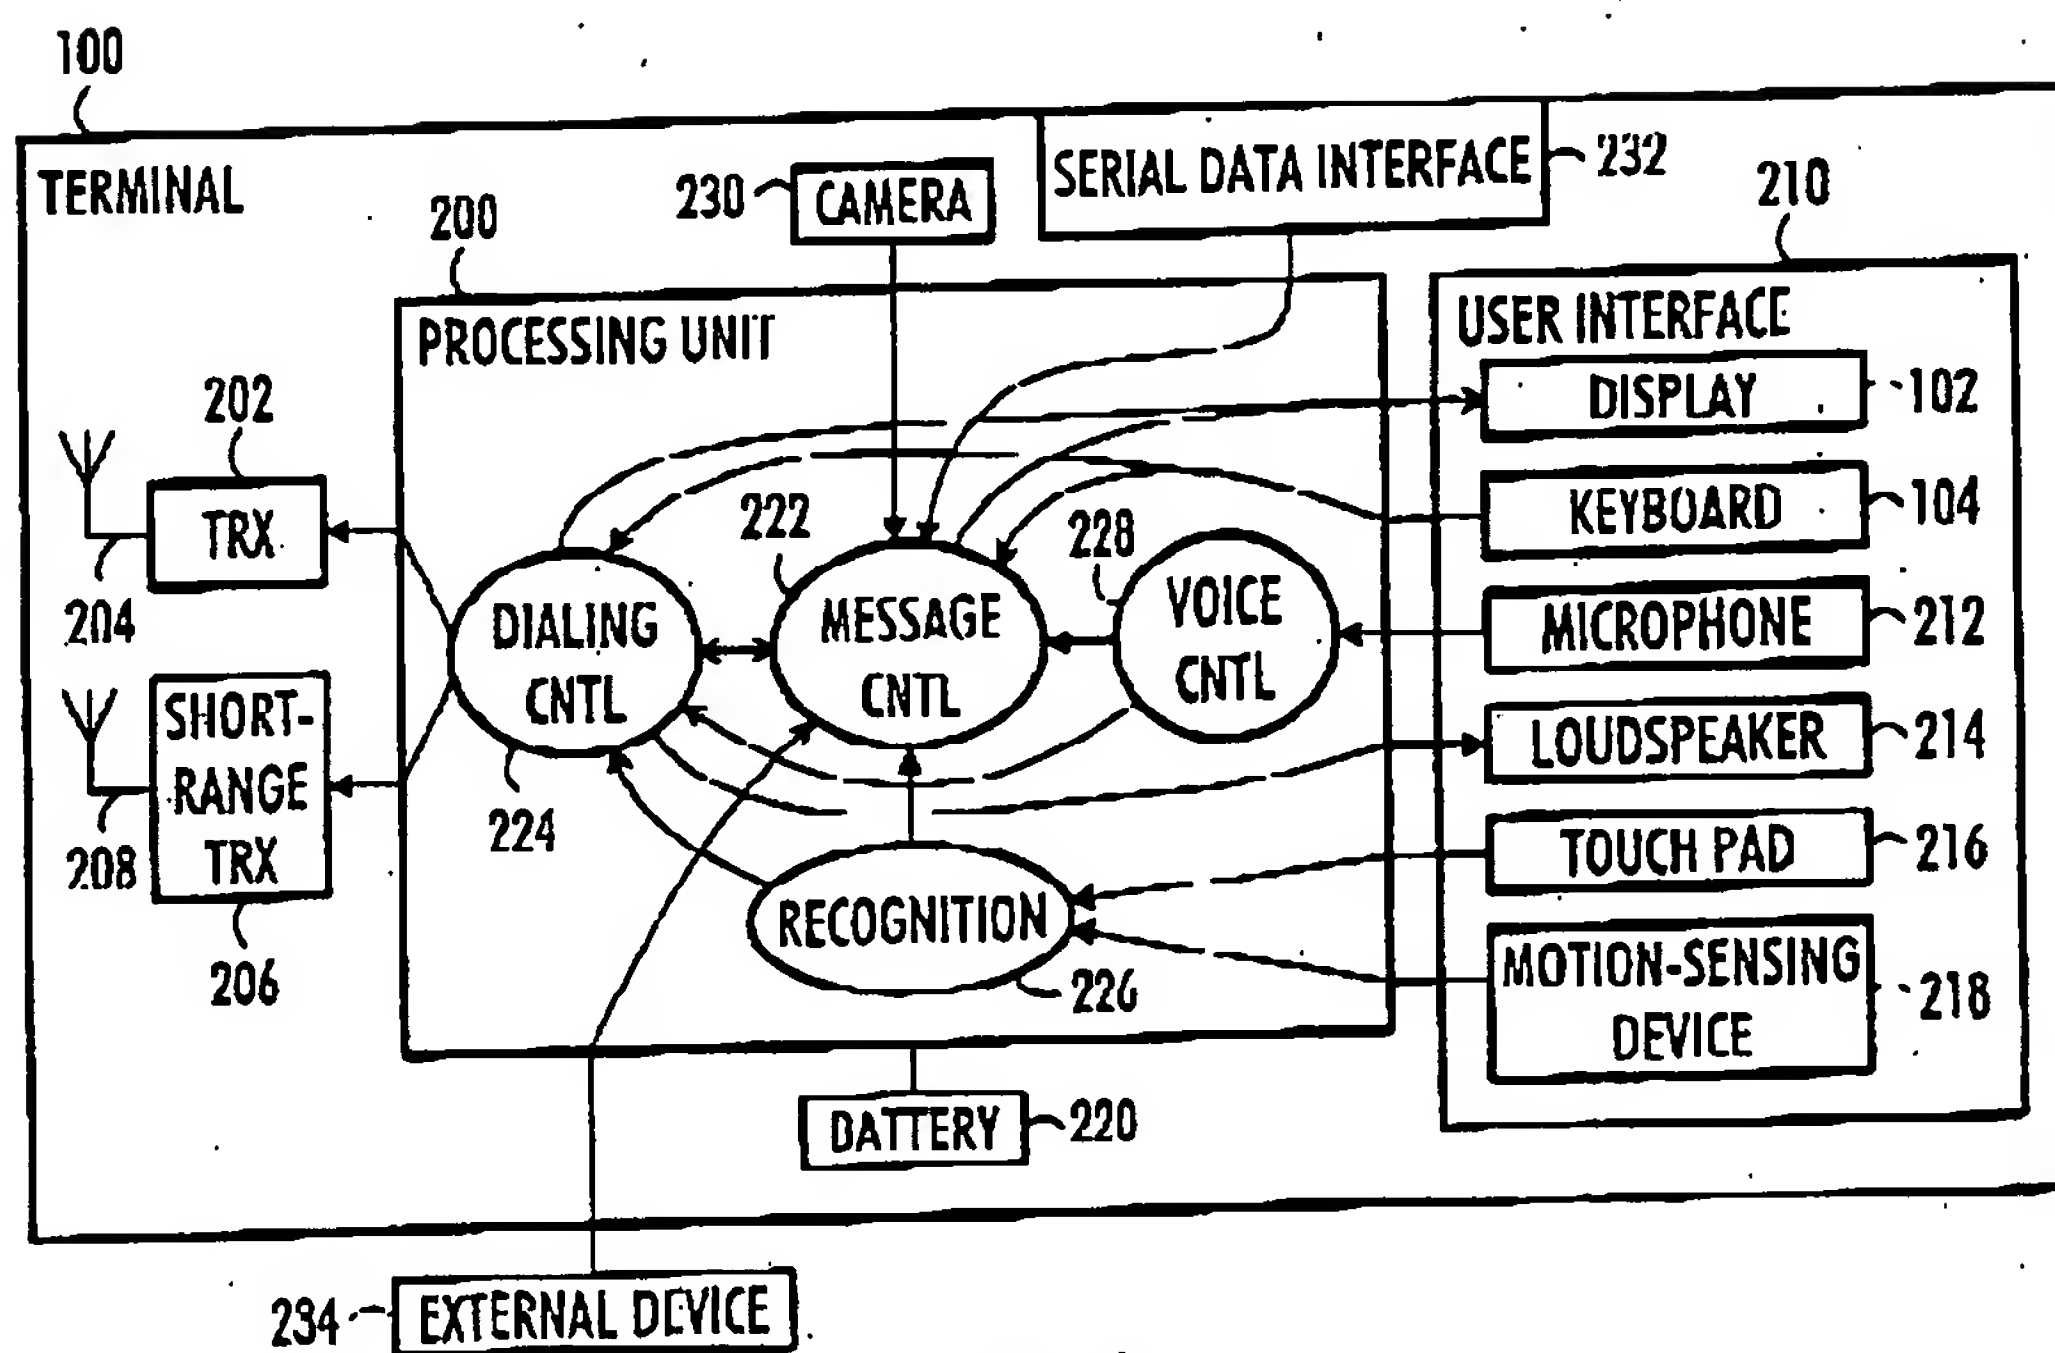 100
TERMINAL
230
CAMERA
SERIAL DATA INTERFACE
232
210
200
PROCESSING UNIT
USER INTERFACE
DISPLAY
102
202
TRX
204
KEYBOARD
104
222
228
DIALING
CNTL
MESSAGE
CNTL
VOICE
CNTL
MICROPHONE
212
SHORT-
RANGE
TRX
208
206
224
LOUDSPEAKER
214
TOUCH PAD
216
RECOGNITION
226
MOTION-SENSING
DEVICE
218
BATTERY
220
234
EXTERNAL DEVICE